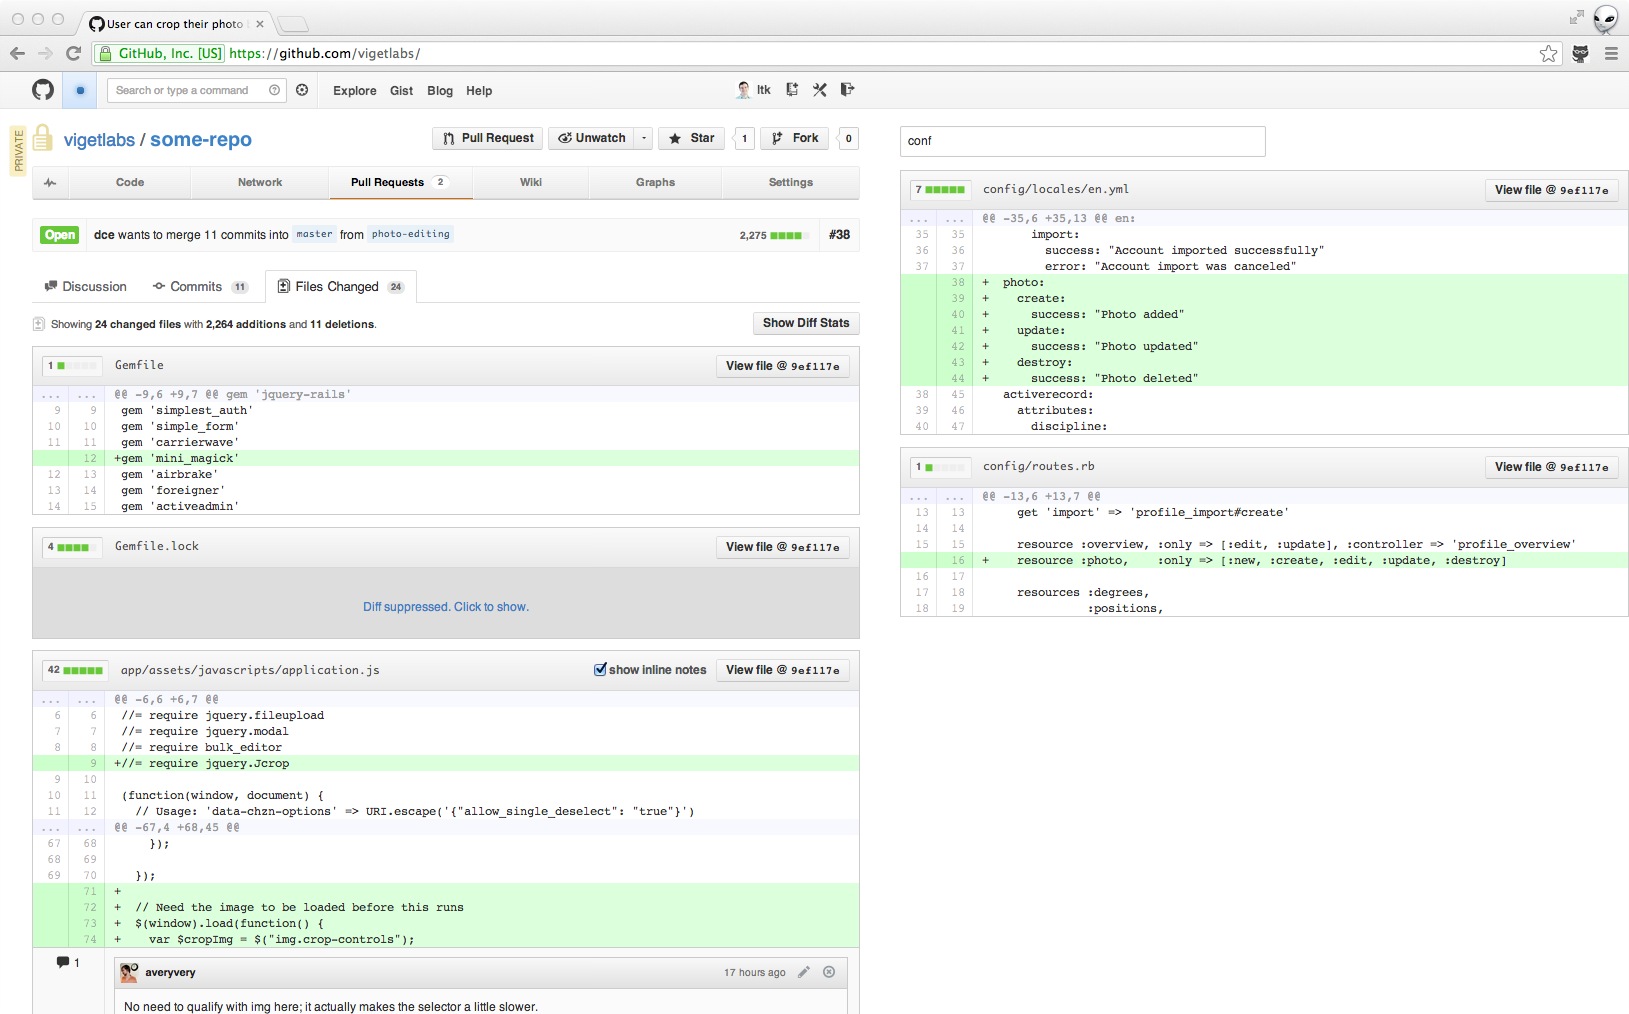 User can crop their photo
GitHub, Inc. [US] https://github.com/vigetlabs/
Search or type a command
Explore Gist Blog Help
ltk
PRIVATE
vigetlabs / some-repo
Pull Request Unwatch Star 1 Fork 0
Code Network Pull Requests 2 Wiki Graphs Settings
Open dce wants to merge 11 commits into master from photo-editing 2,275 #38
Discussion Commits 11 Files Changed 24
Showing 24 changed files with 2,264 additions and 11 deletions. Show Diff Stats
1 Gemfile View file @ 9ef117e
... ... @@ -9,6 +9,7 @@ gem 'jquery-rails'
9 9 gem 'simplest_auth'
10 10 gem 'simple_form'
11 11 gem 'carrierwave'
12 +gem 'mini_magick'
12 13 gem 'airbrake'
13 14 gem 'foreigner'
14 15 gem 'activeadmin'
4 Gemfile.lock View file @ 9ef117e
Diff suppressed. Click to show.
42 app/assets/javascripts/application.js show inline notes View file @ 9ef117e
... ... @@ -6,6 +6,7 @@
6 6 //= require jquery.fileupload
7 7 //= require jquery.modal
8 8 //= require bulk_editor
9 +//= require jquery.Jcrop
9 10
10 11 (function(window, document) {
11 12 // Usage: 'data-chzn-options' => URI.escape('{"allow_single_deselect": "true"}')
... ... @@ -67,4 +68,45 @@
67 68 });
68 69
69 70 });
71 +
72 + // Need the image to be loaded before this runs
73 + $(window).load(function() {
74 + var $cropImg = $("img.crop-controls");
1 averyvery 17 hours ago
No need to qualify with img here; it actually makes the selector a little slower.
conf
7 config/locales/en.yml View file @ 9ef117e
... ... @@ -35,6 +35,13 @@ en:
35 35 import:
36 36 success: "Account imported successfully"
37 37 error: "Account import was canceled"
38 + photo:
39 + create:
40 + success: "Photo added"
41 + update:
42 + success: "Photo updated"
43 + destroy:
44 + success: "Photo deleted"
38 45 activerecord:
39 46 attributes:
40 47 discipline:
1 config/routes.rb View file @ 9ef117e
... ... @@ -13,6 +13,7 @@
13 13 get 'import' => 'profile_import#create'
14 14
15 15 resource :overview, :only => [:edit, :update], :controller => 'profile_overview'
16 + resource :photo, :only => [:new, :create, :edit, :update, :destroy]
16 17
17 18 resources :degrees,
18 19 :positions,